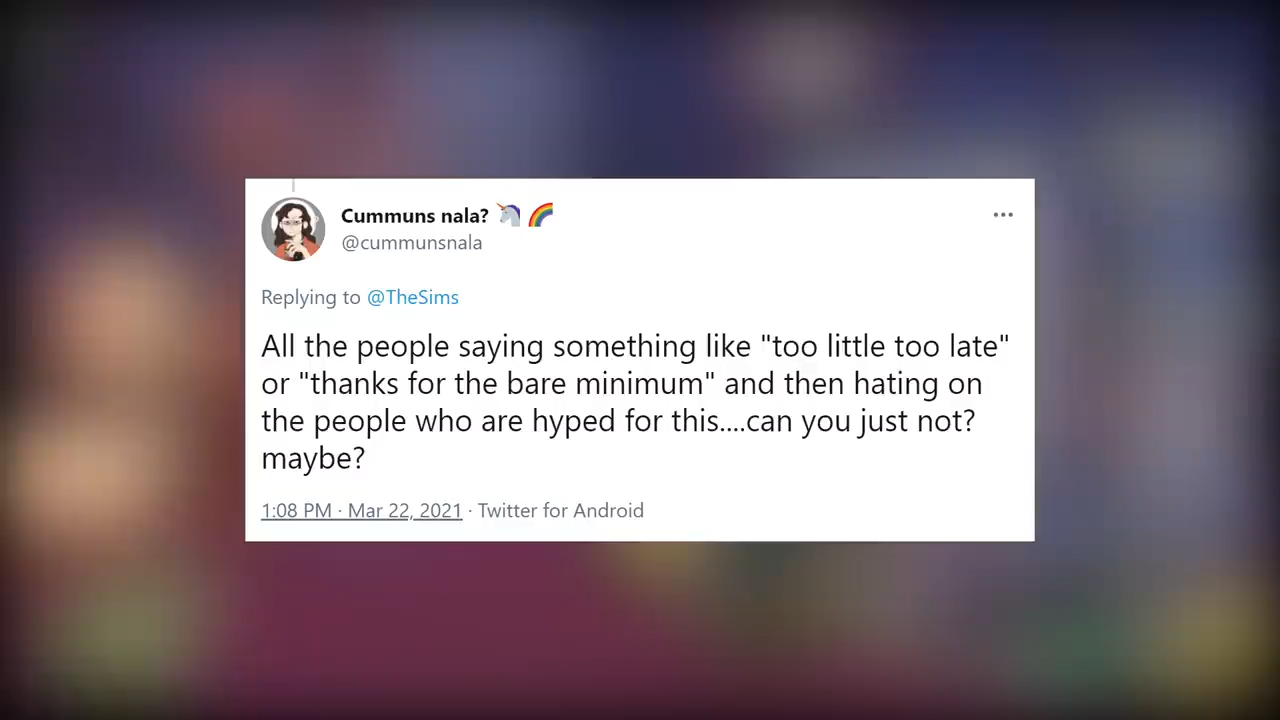 Cummuns nala? 🦄 🌈
@cummunsnala
Replying to @TheSims
All the people saying something like "too little too late"
or "thanks for the bare minimum" and then hating on
the people who are hyped for this....can you just not?
maybe?
1:08 PM · Mar 22, 2021 · Twitter for Android